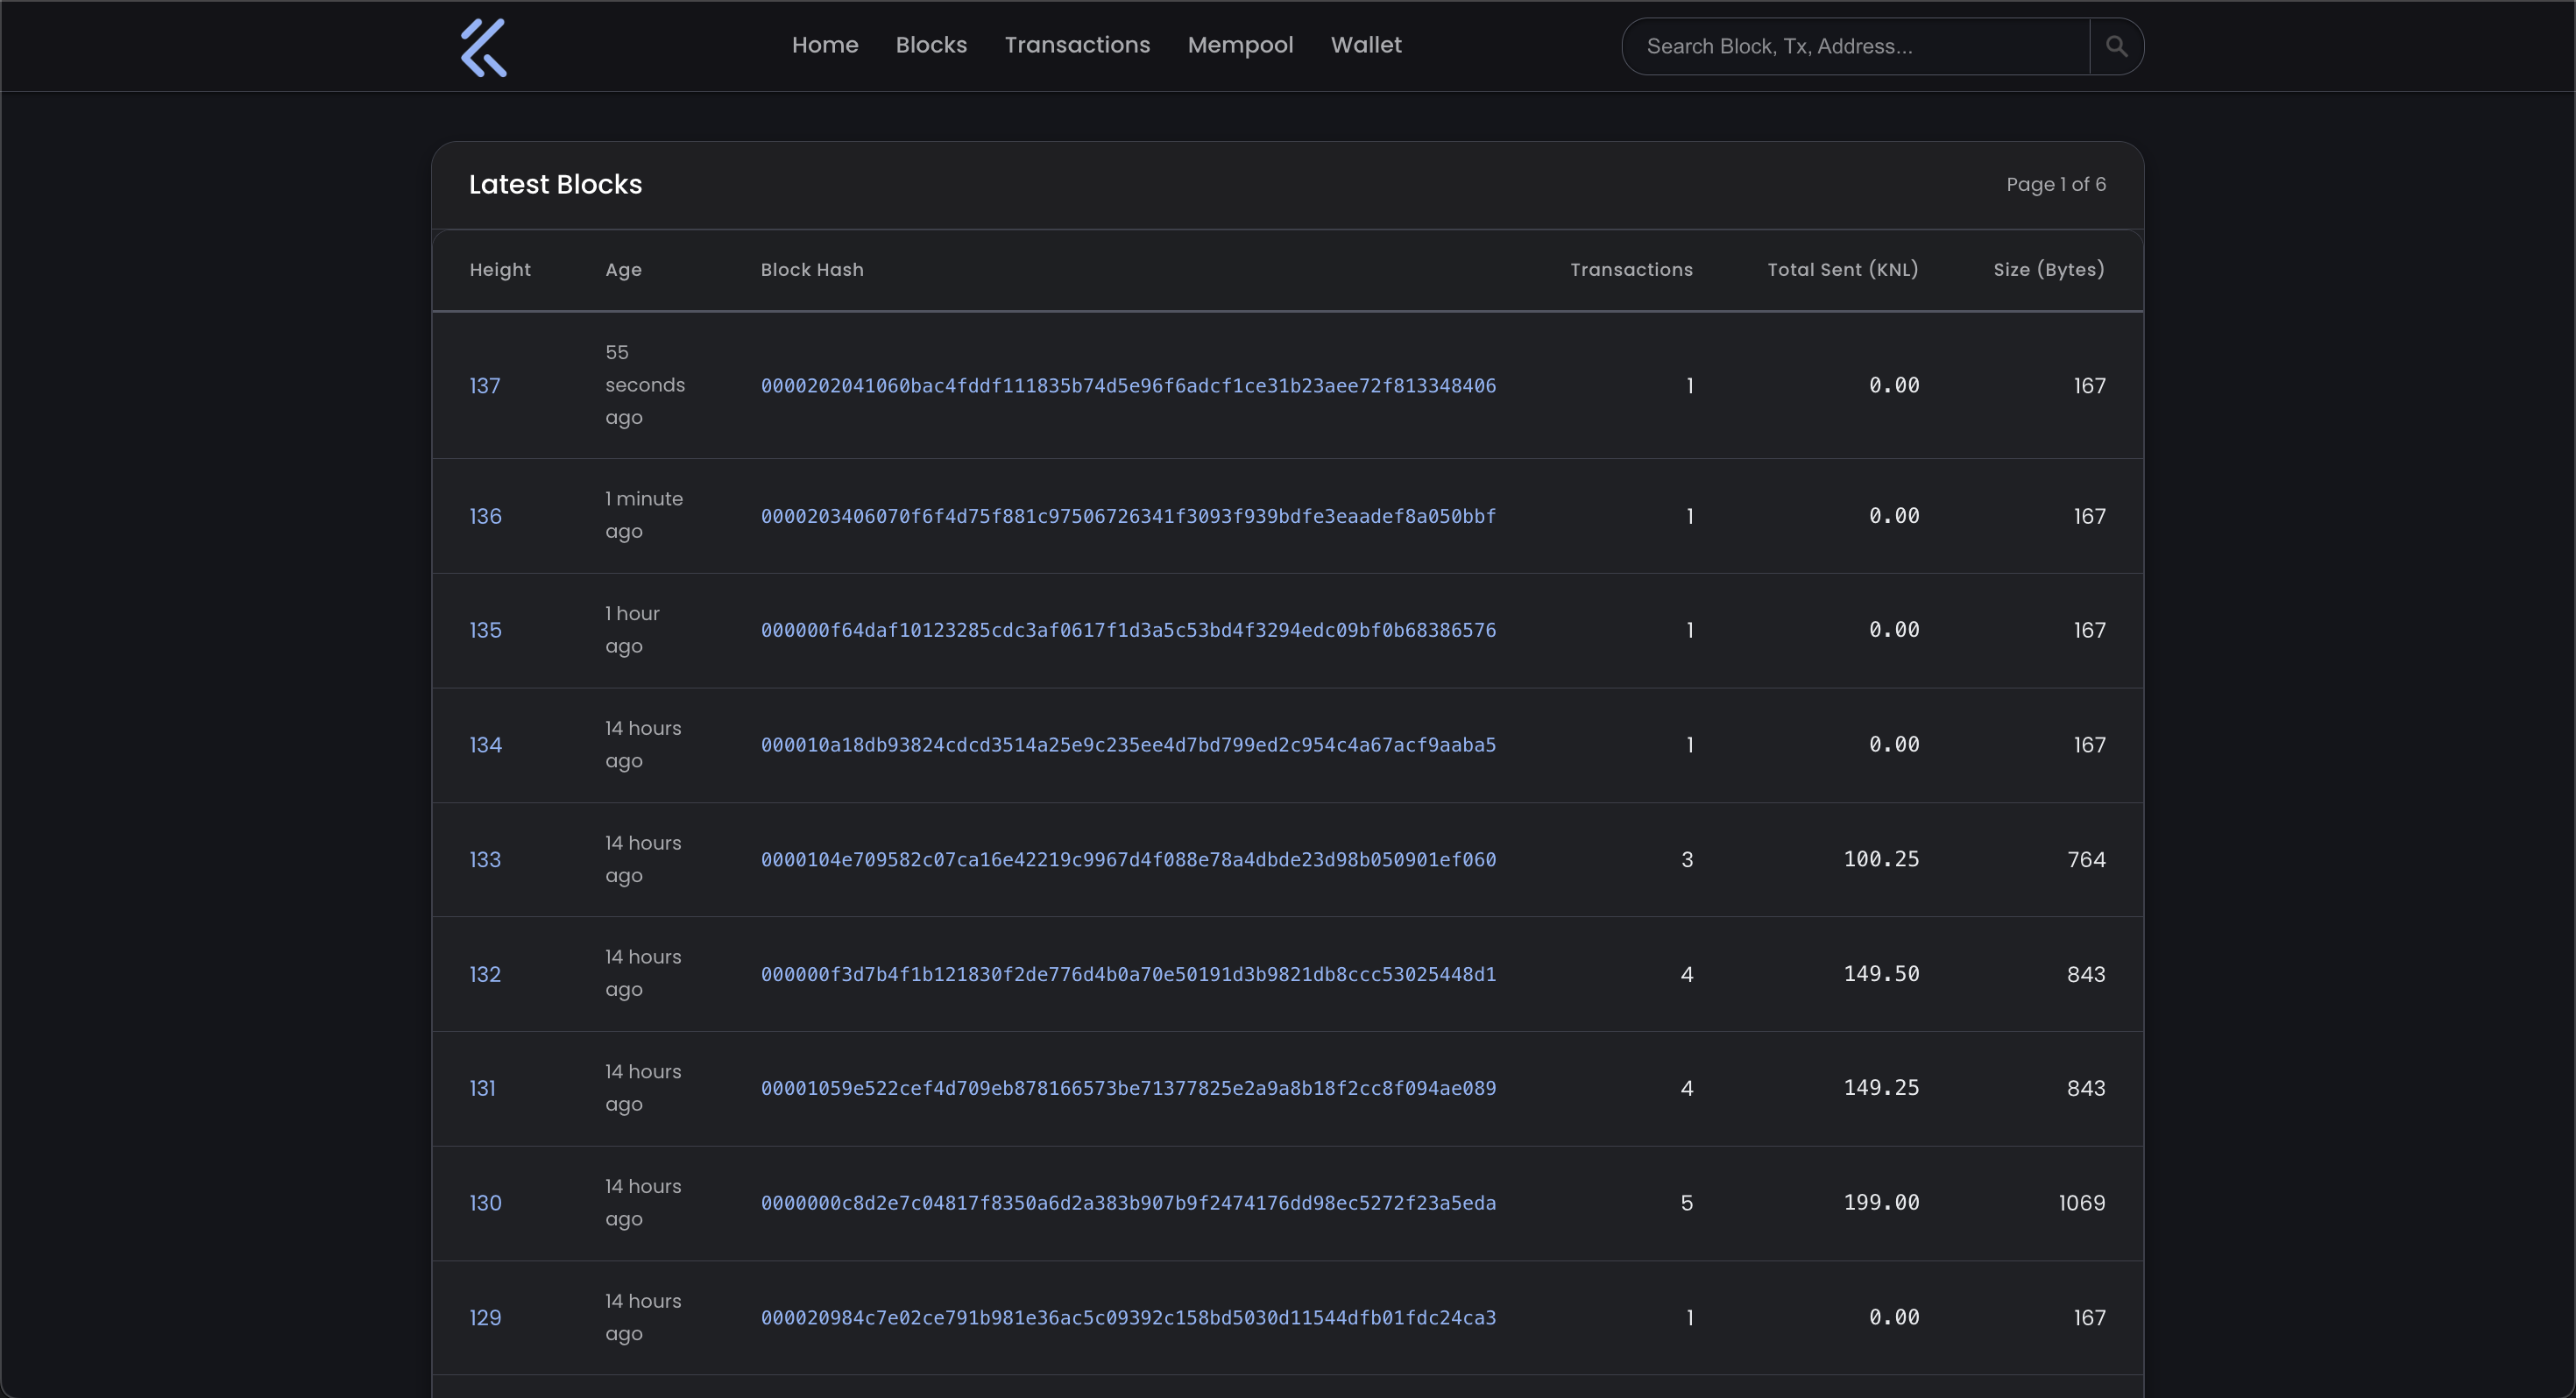 Home Blocks Transactions Mempool Wallet Search Block, Tx, Address...
Latest Blocks Page 1 of 6
Height Age Block Hash Transactions Total Sent (KNL) Size (Bytes)
137 55 seconds ago 0000202041060bac4fddf111835b74d5e96f6adcf1ce31b23aee72f813348406 1 0.00 167
136 1 minute ago 0000203406070f6f4d75f881c97506726341f3093f939bdfe3eaadef8a050bbf 1 0.00 167
135 1 hour ago 000000f64daf10123285cdc3af0617f1d3a5c53bd4f3294edc09bf0b68386576 1 0.00 167
134 14 hours ago 000010a18db93824cdcd3514a25e9c235ee4d7bd799ed2c954c4a67acf9aaba5 1 0.00 167
133 14 hours ago 0000104e709582c07ca16e42219c9967d4f088e78a4dbde23d98b050901ef060 3 100.25 764
132 14 hours ago 000000f3d7b4f1b121830f2de776d4b0a70e50191d3b9821db8ccc53025448d1 4 149.50 843
131 14 hours ago 00001059e522cef4d709eb878166573be71377825e2a9a8b18f2cc8f094ae089 4 149.25 843
130 14 hours ago 0000000c8d2e7c04817f8350a6d2a383b907b9f2474176dd98ec5272f23a5eda 5 199.00 1069
129 14 hours ago 000020984c7e02ce791b981e36ac5c09392c158bd5030d11544dfb01fdc24ca3 1 0.00 167